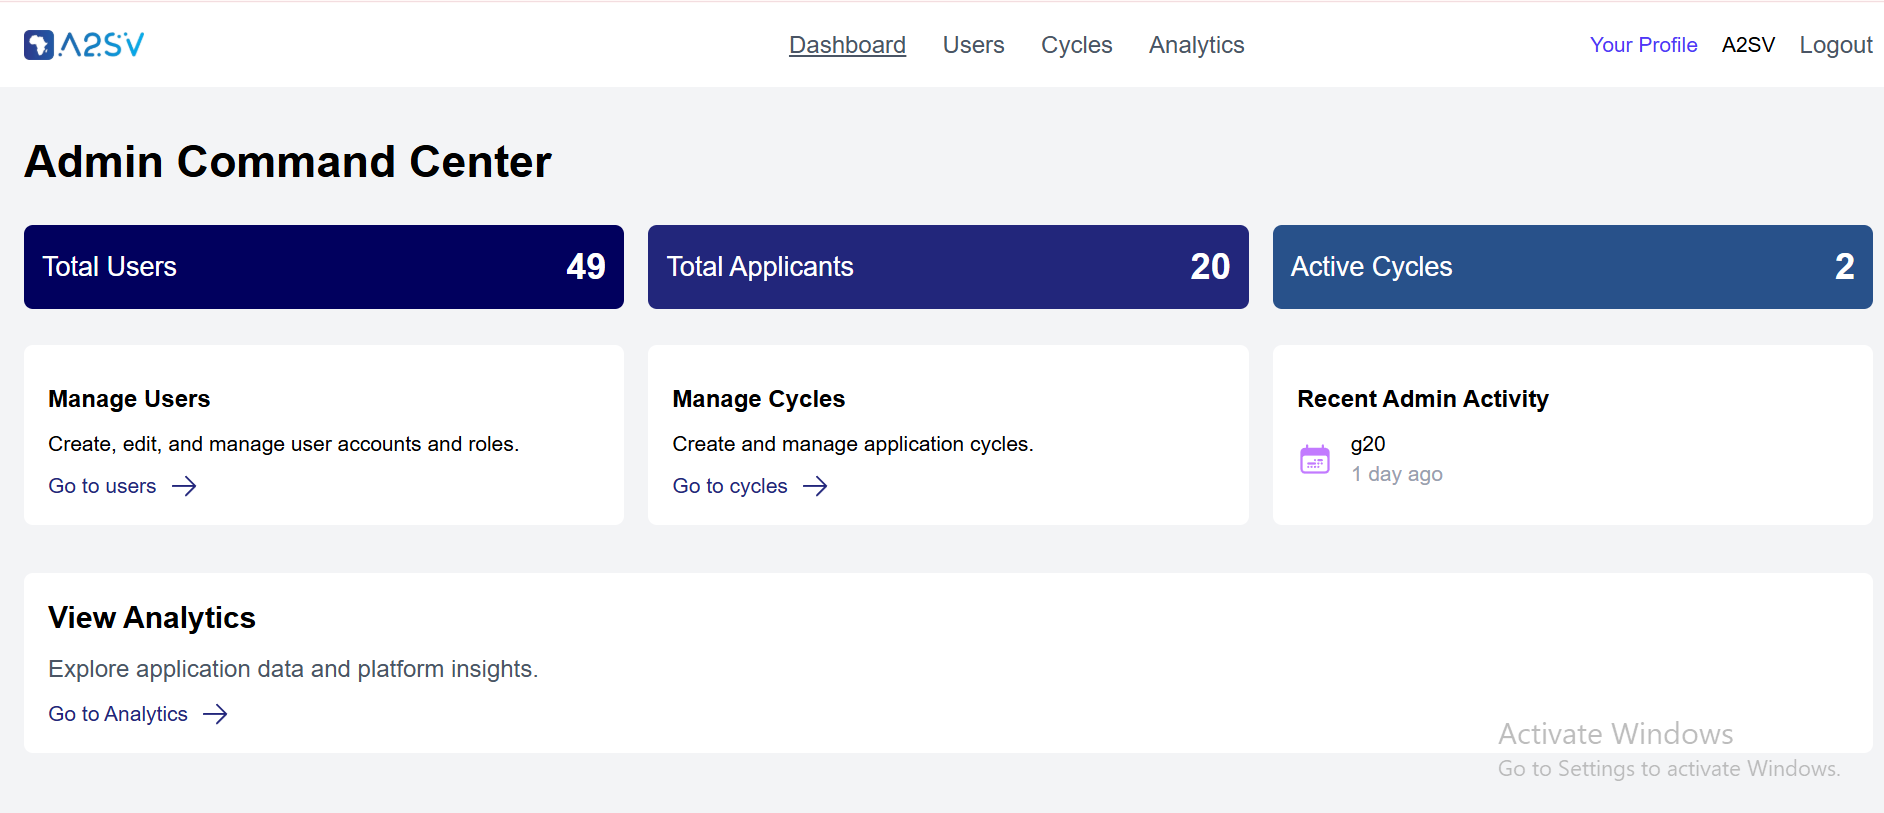 A2SV
Dashboard Users Cycles Analytics
Your Profile A2SV Logout
Admin Command Center
Total Users 49
Total Applicants 20
Active Cycles 2
Manage Users
Create, edit, and manage user accounts and roles.
Go to users
Manage Cycles
Create and manage application cycles.
Go to cycles
Recent Admin Activity
g20
1 day ago
View Analytics
Explore application data and platform insights.
Go to Analytics
Activate Windows
Go to Settings to activate Windows.